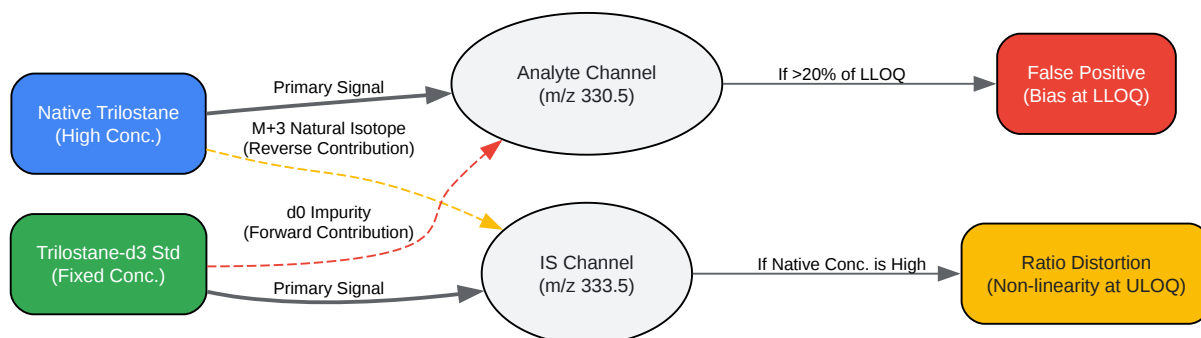 Native Trilostane
(High Conc.)
Primary Signal
M+3 Natural Isotope
(Reverse Contribution)
Analyte Channel
(m/z 330.5)
If >20% of LLOQ
False Positive
(Bias at LLOQ)
Trilostane-d3 Std
(Fixed Conc.)
d0 Impurity
(Forward Contribution)
Primary Signal
IS Channel
(m/z 333.5)
If Native Conc. is High
Ratio Distortion
(Non-linearity at ULOQ)